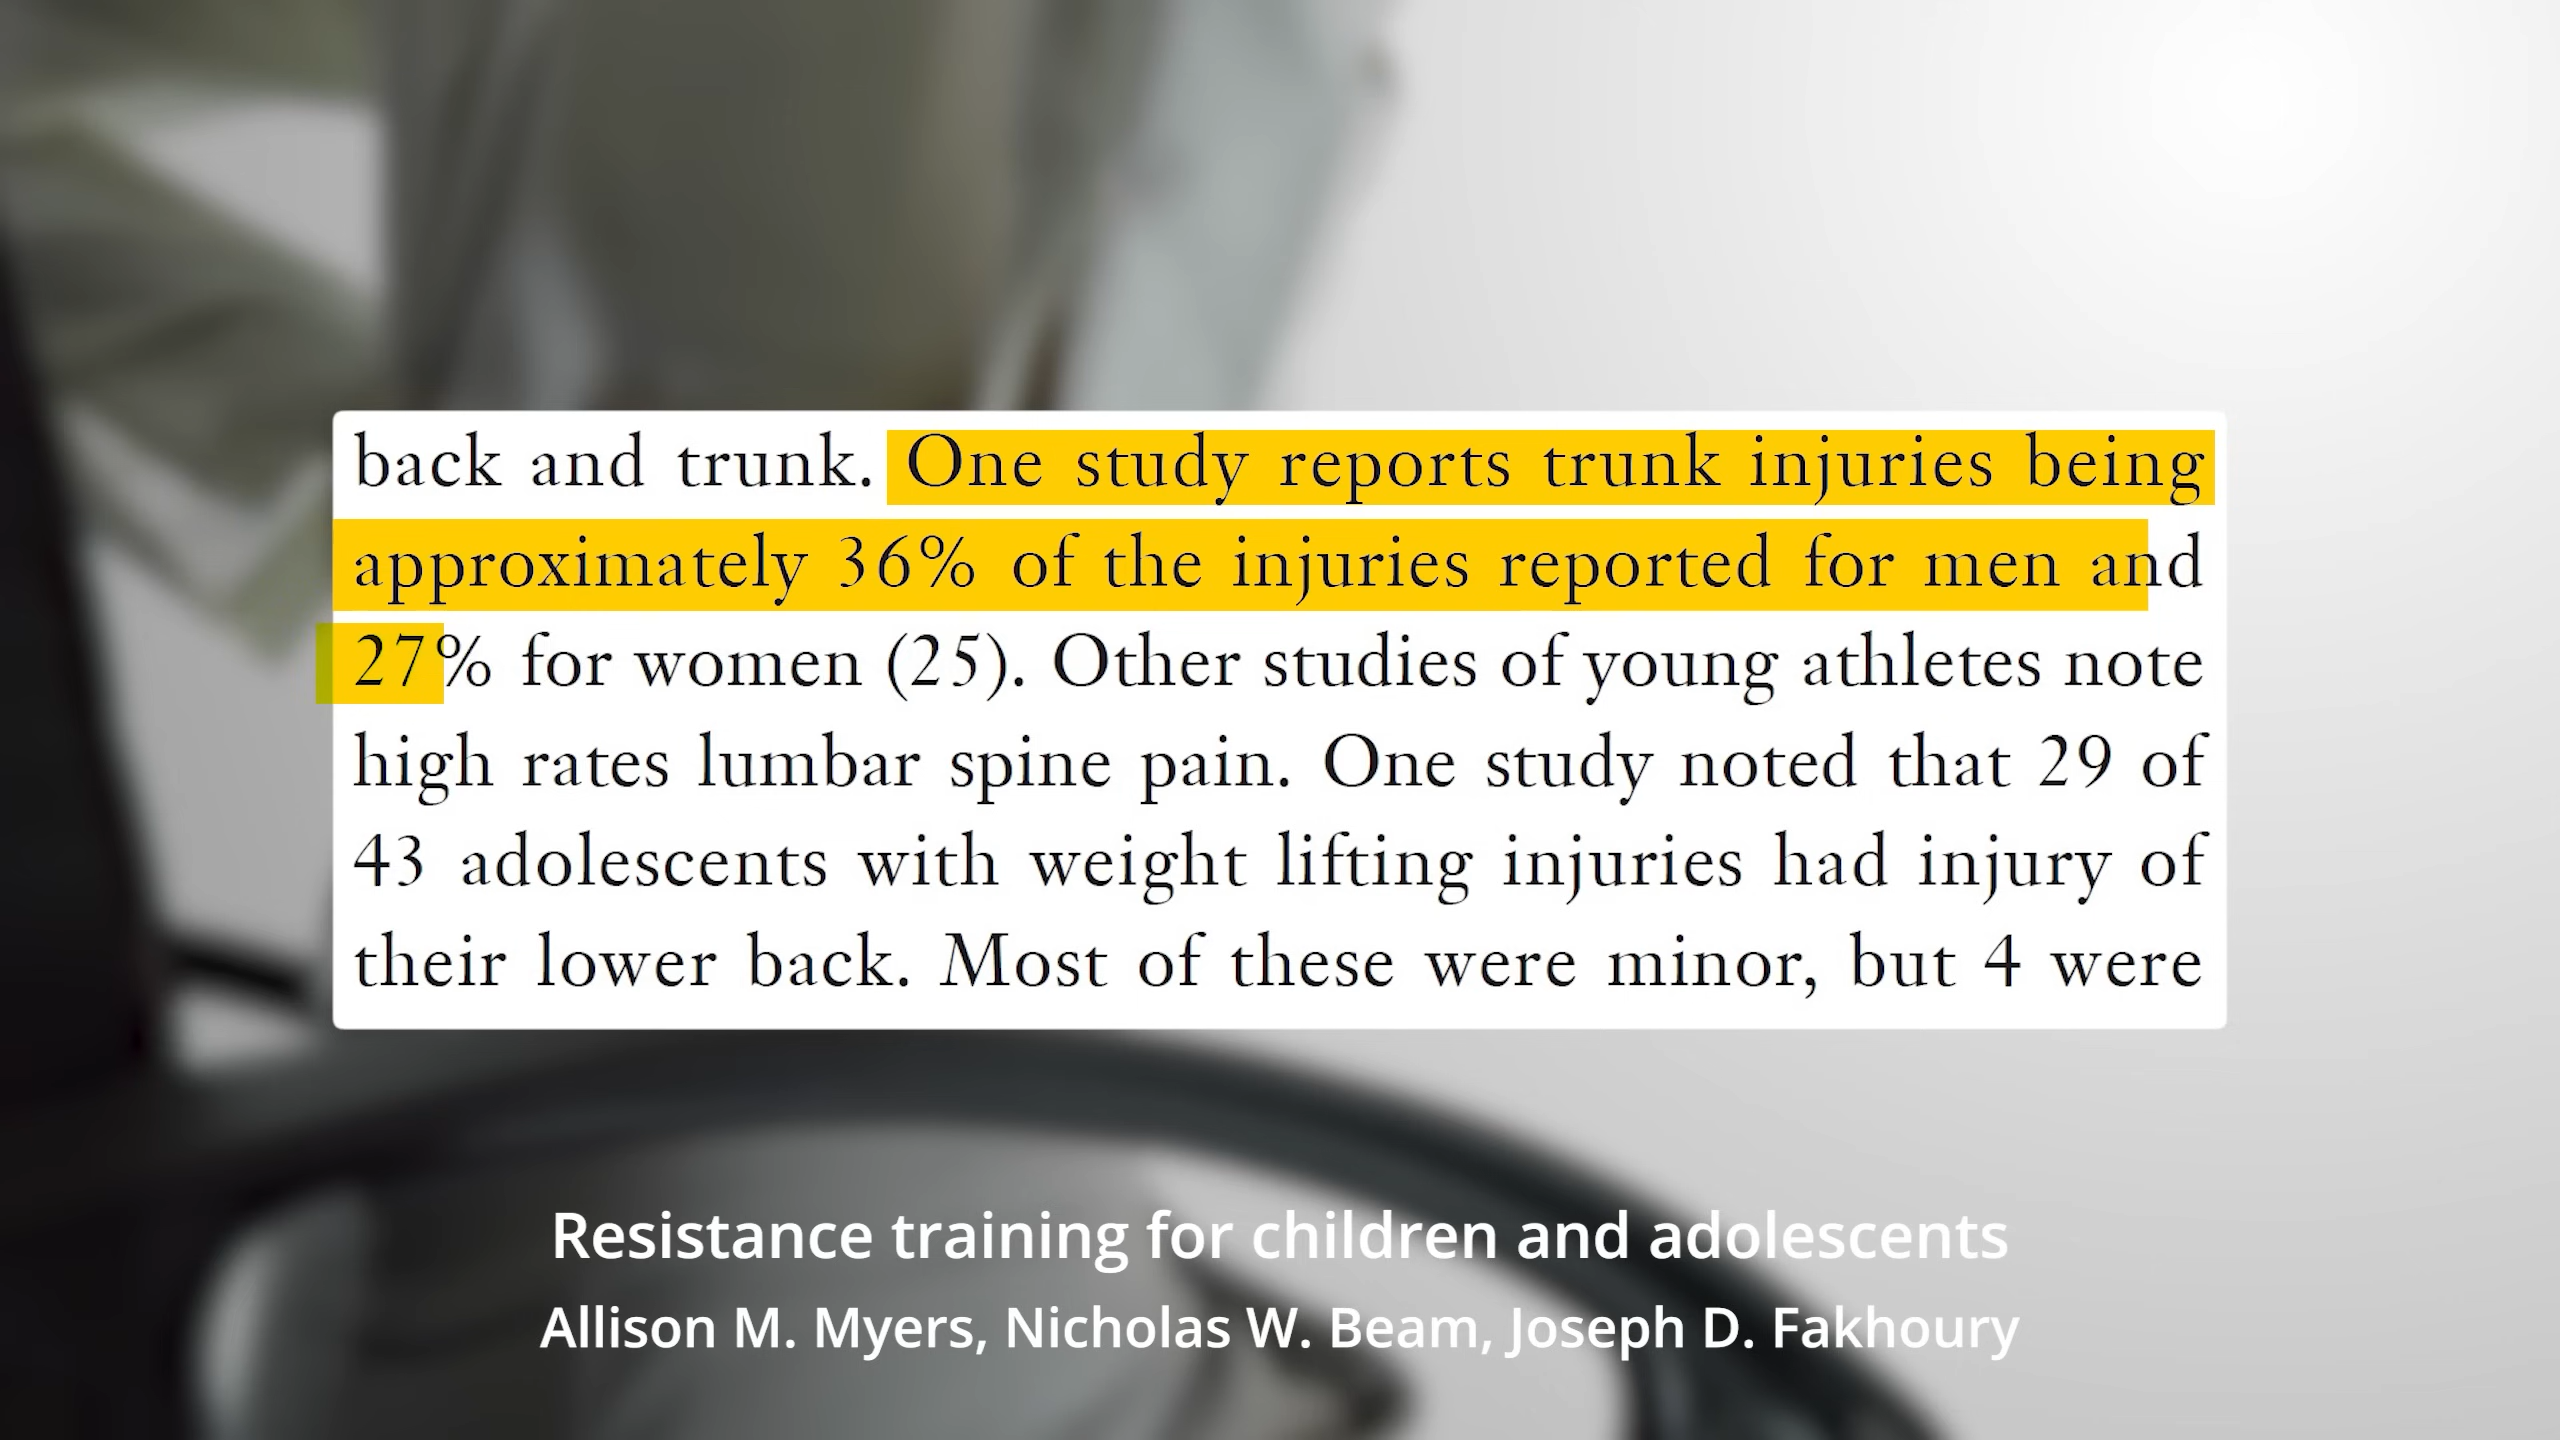 back and trunk. One study reports trunk injuries being
approximately 36% of the injuries reported for men and
27% for women (25). Other studies of young athletes note
high rates lumbar spine pain. One study noted that 29 of
43 adolescents with weight lifting injuries had injury of
their lower back. Most of these were minor, but 4 were
Resistance training for children and adolescents
Allison M. Myers, Nicholas W. Beam, Joseph D. Fakhoury